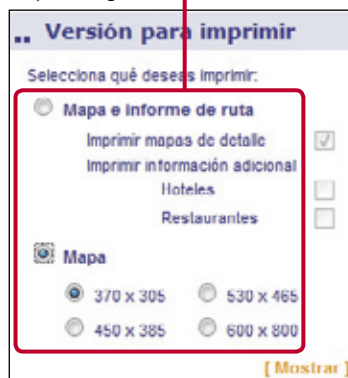 .. Versión para imprimir
Selecciona qué deseas imprimir:
Mapa e informe de ruta
Imprimir mapas de detalle
Imprimir información adicional
Hoteles
Restaurantes
Mapa
370 x 305 530 x 465
450 x 385 600 x 800
[ Mostrar ]